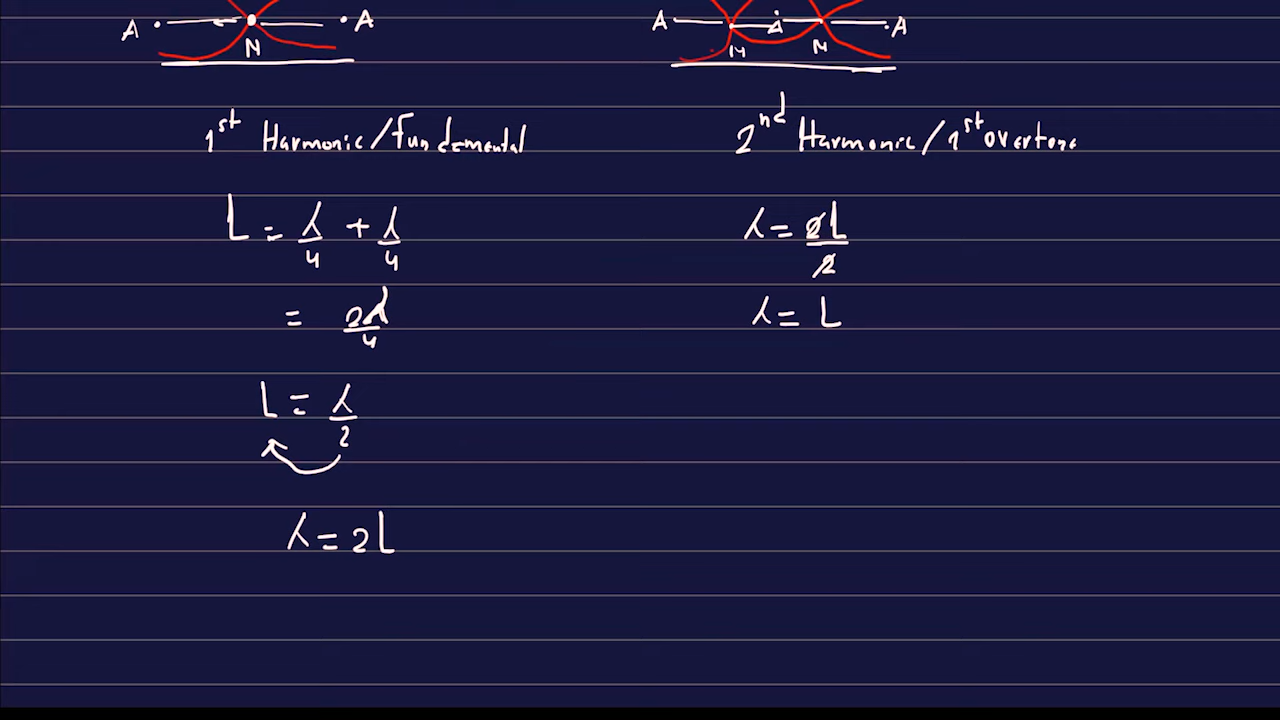 A N A A N A N A
1st Harmonic/Fundamental
L = λ/4 + λ/4
= 2λ/4
L = λ/2
λ = 2L
2nd Harmonic/1st overtone
λ = 2L/2
λ = L